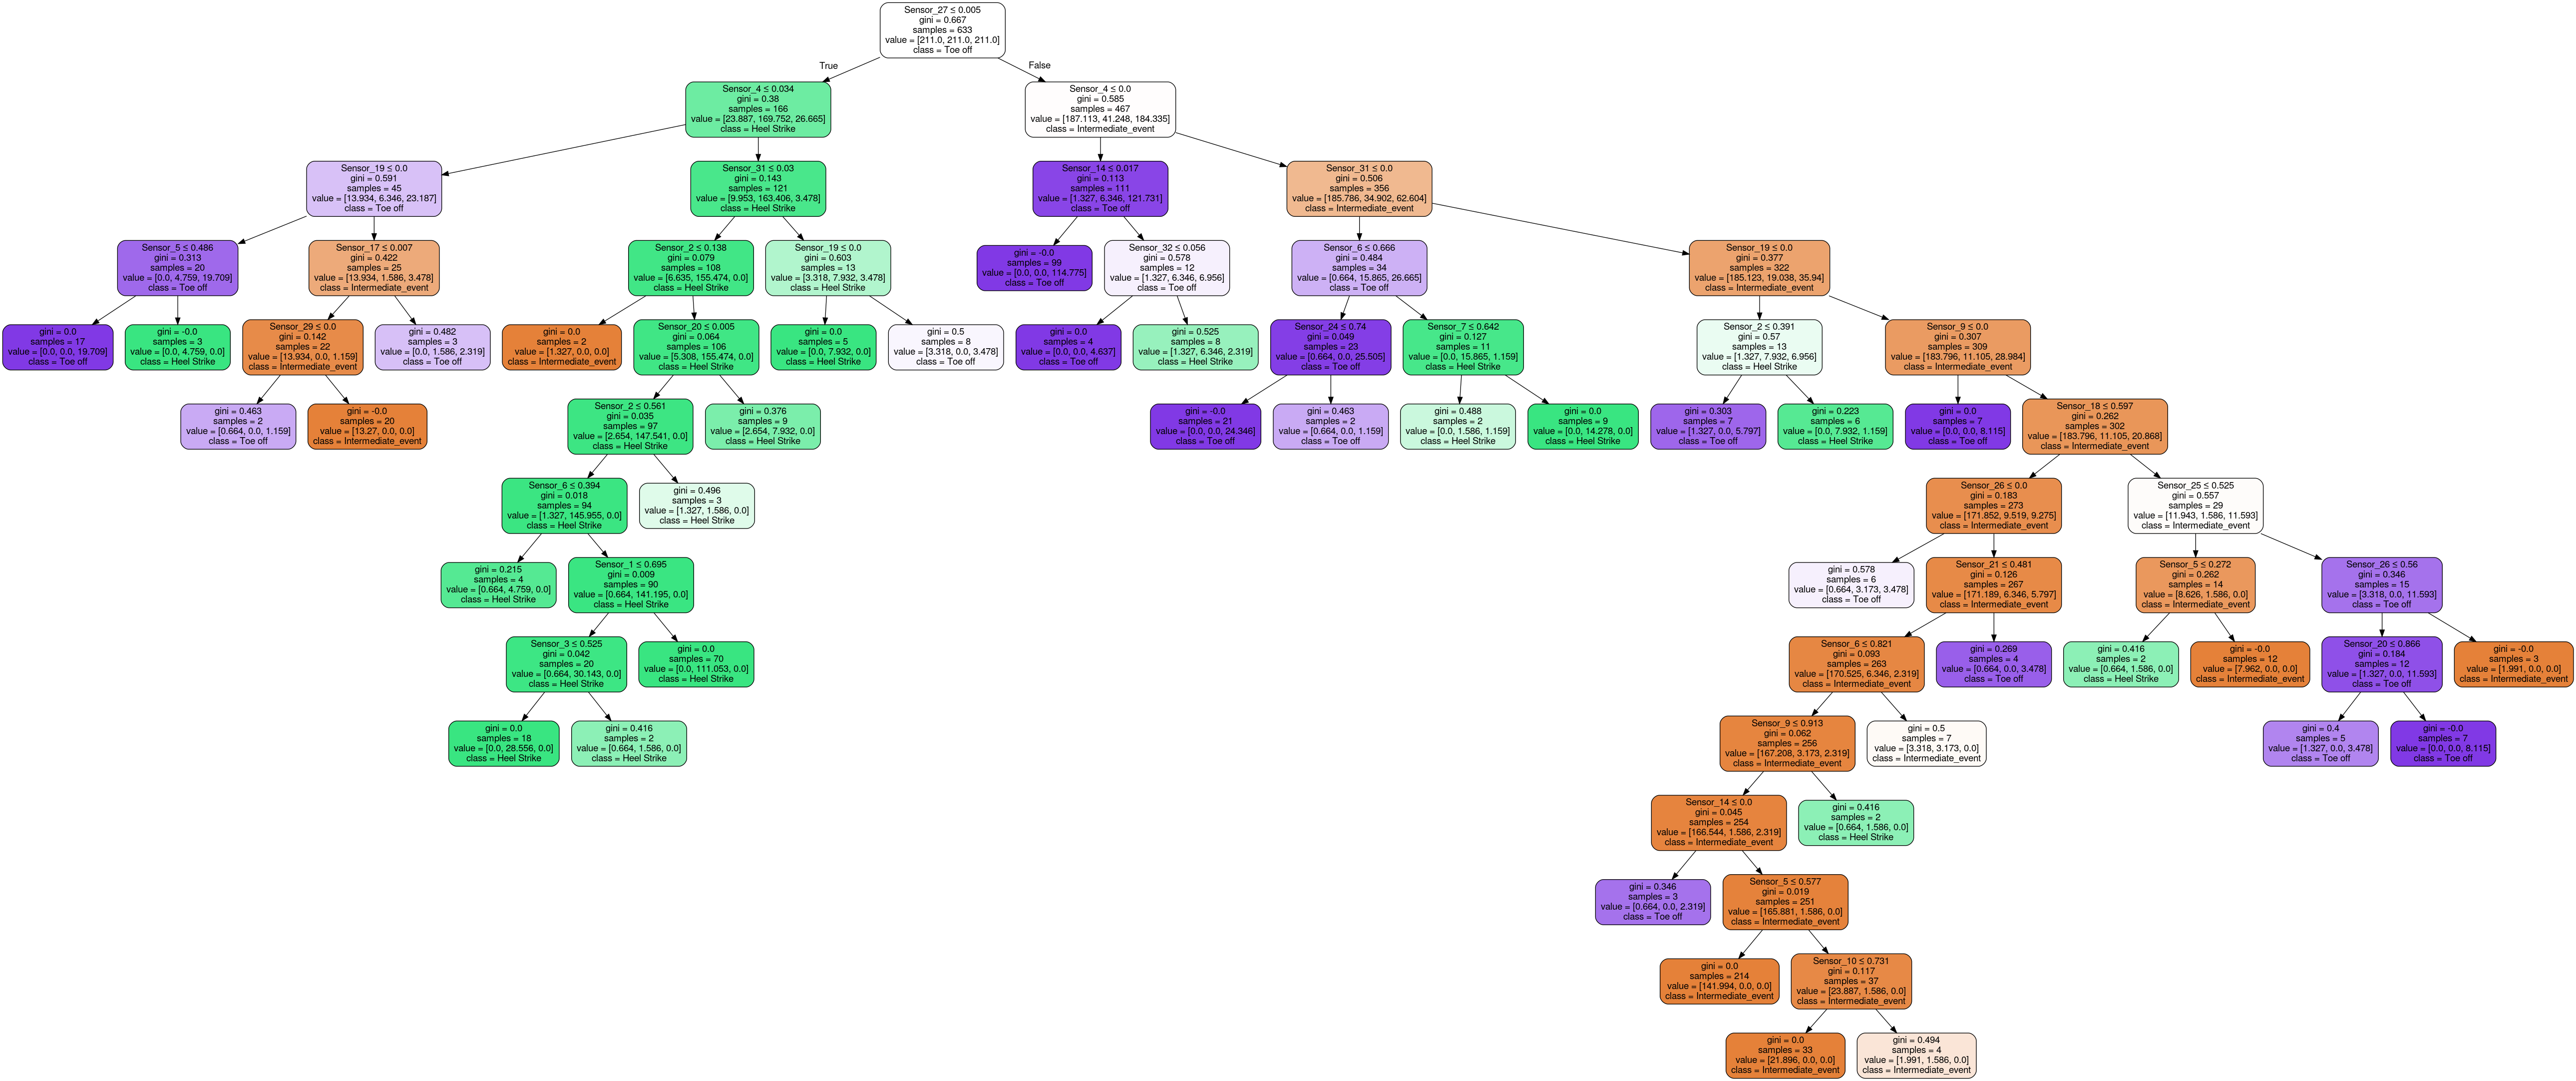 Sensor_27 ≤ 0.005
gini = 0.667
samples = 633
value = [211.0, 211.0, 211.0]
class = Toe off
True
False
Sensor_4 ≤ 0.034
gini = 0.38
samples = 166
value = [23.887, 169.752, 26.665]
class = Heel Strike
Sensor_4 ≤ 0.0
gini = 0.585
samples = 467
value = [187.113, 41.248, 184.335]
class = Intermediate_event
Sensor_19 ≤ 0.0
gini = 0.591
samples = 45
value = [13.934, 6.346, 23.187]
class = Toe off
Sensor_31 ≤ 0.03
gini = 0.143
samples = 121
value = [9.953, 163.406, 3.478]
class = Heel Strike
Sensor_14 ≤ 0.017
gini = 0.113
samples = 111
value = [1.327, 6.346, 121.731]
class = Toe off
Sensor_31 ≤ 0.0
gini = 0.506
samples = 356
value = [185.786, 34.902, 62.604]
class = Intermediate_event
Sensor_5 ≤ 0.486
gini = 0.313
samples = 20
value = [0.0, 4.759, 19.709]
class = Toe off
Sensor_17 ≤ 0.007
gini = 0.422
samples = 25
value = [13.934, 1.586, 3.478]
class = Intermediate_event
Sensor_2 ≤ 0.138
gini = 0.079
samples = 108
value = [6.635, 155.474, 0.0]
class = Heel Strike
Sensor_19 ≤ 0.0
gini = 0.603
samples = 13
value = [3.318, 7.932, 3.478]
class = Heel Strike
gini = -0.0
samples = 99
value = [0.0, 0.0, 114.775]
class = Toe off
Sensor_32 ≤ 0.056
gini = 0.578
samples = 12
value = [1.327, 6.346, 6.956]
class = Toe off
Sensor_6 ≤ 0.666
gini = 0.484
samples = 34
value = [0.664, 15.865, 26.665]
class = Toe off
Sensor_19 ≤ 0.0
gini = 0.377
samples = 322
value = [185.123, 19.038, 35.94]
class = Intermediate_event
gini = 0.0
samples = 17
value = [0.0, 0.0, 19.709]
class = Toe off
gini = -0.0
samples = 3
value = [0.0, 4.759, 0.0]
class = Heel Strike
Sensor_29 ≤ 0.0
gini = 0.142
samples = 22
value = [13.934, 0.0, 1.159]
class = Intermediate_event
gini = 0.482
samples = 3
value = [0.0, 1.586, 2.319]
class = Toe off
gini = 0.0
samples = 2
value = [1.327, 0.0, 0.0]
class = Intermediate_event
Sensor_20 ≤ 0.005
gini = 0.064
samples = 106
value = [5.308, 155.474, 0.0]
class = Heel Strike
gini = 0.0
samples = 5
value = [0.0, 7.932, 0.0]
class = Heel Strike
gini = 0.5
samples = 8
value = [3.318, 0.0, 3.478]
class = Toe off
gini = 0.0
samples = 4
value = [0.0, 0.0, 4.637]
class = Toe off
gini = 0.525
samples = 8
value = [1.327, 6.346, 2.319]
class = Heel Strike
Sensor_24 ≤ 0.74
gini = 0.049
samples = 23
value = [0.664, 0.0, 25.505]
class = Toe off
Sensor_7 ≤ 0.642
gini = 0.127
samples = 11
value = [0.0, 15.865, 1.159]
class = Heel Strike
Sensor_2 ≤ 0.391
gini = 0.57
samples = 13
value = [1.327, 7.932, 6.956]
class = Heel Strike
Sensor_9 ≤ 0.0
gini = 0.307
samples = 309
value = [183.796, 11.105, 28.984]
class = Intermediate_event
gini = 0.463
samples = 2
value = [0.664, 0.0, 1.159]
class = Toe off
gini = -0.0
samples = 20
value = [13.27, 0.0, 0.0]
class = Intermediate_event
Sensor_2 ≤ 0.561
gini = 0.035
samples = 97
value = [2.654, 147.541, 0.0]
class = Heel Strike
gini = 0.376
samples = 9
value = [2.654, 7.932, 0.0]
class = Heel Strike
gini = -0.0
samples = 21
value = [0.0, 0.0, 24.346]
class = Toe off
gini = 0.463
samples = 2
value = [0.664, 0.0, 1.159]
class = Toe off
gini = 0.488
samples = 2
value = [0.0, 1.586, 1.159]
class = Heel Strike
gini = 0.0
samples = 9
value = [0.0, 14.278, 0.0]
class = Heel Strike
gini = 0.303
samples = 7
value = [1.327, 0.0, 5.797]
class = Toe off
gini = 0.223
samples = 6
value = [0.0, 7.932, 1.159]
class = Heel Strike
gini = 0.0
samples = 7
value = [0.0, 0.0, 8.115]
class = Toe off
Sensor_18 ≤ 0.597
gini = 0.262
samples = 302
value = [183.796, 11.105, 20.868]
class = Intermediate_event
Sensor_6 ≤ 0.394
gini = 0.018
samples = 94
value = [1.327, 145.955, 0.0]
class = Heel Strike
gini = 0.496
samples = 3
value = [1.327, 1.586, 0.0]
class = Heel Strike
Sensor_26 ≤ 0.0
gini = 0.183
samples = 273
value = [171.852, 9.519, 9.275]
class = Intermediate_event
Sensor_25 ≤ 0.525
gini = 0.557
samples = 29
value = [11.943, 1.586, 11.593]
class = Intermediate_event
gini = 0.215
samples = 4
value = [0.664, 4.759, 0.0]
class = Heel Strike
Sensor_1 ≤ 0.695
gini = 0.009
samples = 90
value = [0.664, 141.195, 0.0]
class = Heel Strike
gini = 0.578
samples = 6
value = [0.664, 3.173, 3.478]
class = Toe off
Sensor_21 ≤ 0.481
gini = 0.126
samples = 267
value = [171.189, 6.346, 5.797]
class = Intermediate_event
Sensor_5 ≤ 0.272
gini = 0.262
samples = 14
value = [8.626, 1.586, 0.0]
class = Intermediate_event
Sensor_26 ≤ 0.56
gini = 0.346
samples = 15
value = [3.318, 0.0, 11.593]
class = Toe off
Sensor_3 ≤ 0.525
gini = 0.042
samples = 20
value = [0.664, 30.143, 0.0]
class = Heel Strike
gini = 0.0
samples = 70
value = [0.0, 111.053, 0.0]
class = Heel Strike
Sensor_6 ≤ 0.821
gini = 0.093
samples = 263
value = [170.525, 6.346, 2.319]
class = Intermediate_event
gini = 0.269
samples = 4
value = [0.664, 0.0, 3.478]
class = Toe off
gini = 0.416
samples = 2
value = [0.664, 1.586, 0.0]
class = Heel Strike
gini = -0.0
samples = 12
value = [7.962, 0.0, 0.0]
class = Intermediate_event
Sensor_20 ≤ 0.866
gini = 0.184
samples = 12
value = [1.327, 0.0, 11.593]
class = Toe off
gini = -0.0
samples = 3
value = [1.991, 0.0, 0.0]
class = Intermediate_event
gini = 0.0
samples = 18
value = [0.0, 28.556, 0.0]
class = Heel Strike
gini = 0.416
samples = 2
value = [0.664, 1.586, 0.0]
class = Heel Strike
Sensor_9 ≤ 0.913
gini = 0.062
samples = 256
value = [167.208, 3.173, 2.319]
class = Intermediate_event
gini = 0.5
samples = 7
value = [3.318, 3.173, 0.0]
class = Intermediate_event
gini = 0.4
samples = 5
value = [1.327, 0.0, 3.478]
class = Toe off
gini = -0.0
samples = 7
value = [0.0, 0.0, 8.115]
class = Toe off
Sensor_14 ≤ 0.0
gini = 0.045
samples = 254
value = [166.544, 1.586, 2.319]
class = Intermediate_event
gini = 0.416
samples = 2
value = [0.664, 1.586, 0.0]
class = Heel Strike
gini = 0.346
samples = 3
value = [0.664, 0.0, 2.319]
class = Toe off
Sensor_5 ≤ 0.577
gini = 0.019
samples = 251
value = [165.881, 1.586, 0.0]
class = Intermediate_event
gini = 0.0
samples = 214
value = [141.994, 0.0, 0.0]
class = Intermediate_event
Sensor_10 ≤ 0.731
gini = 0.117
samples = 37
value = [23.887, 1.586, 0.0]
class = Intermediate_event
gini = 0.0
samples = 33
value = [21.896, 0.0, 0.0]
class = Intermediate_event
gini = 0.494
samples = 4
value = [1.991, 1.586, 0.0]
class = Intermediate_event